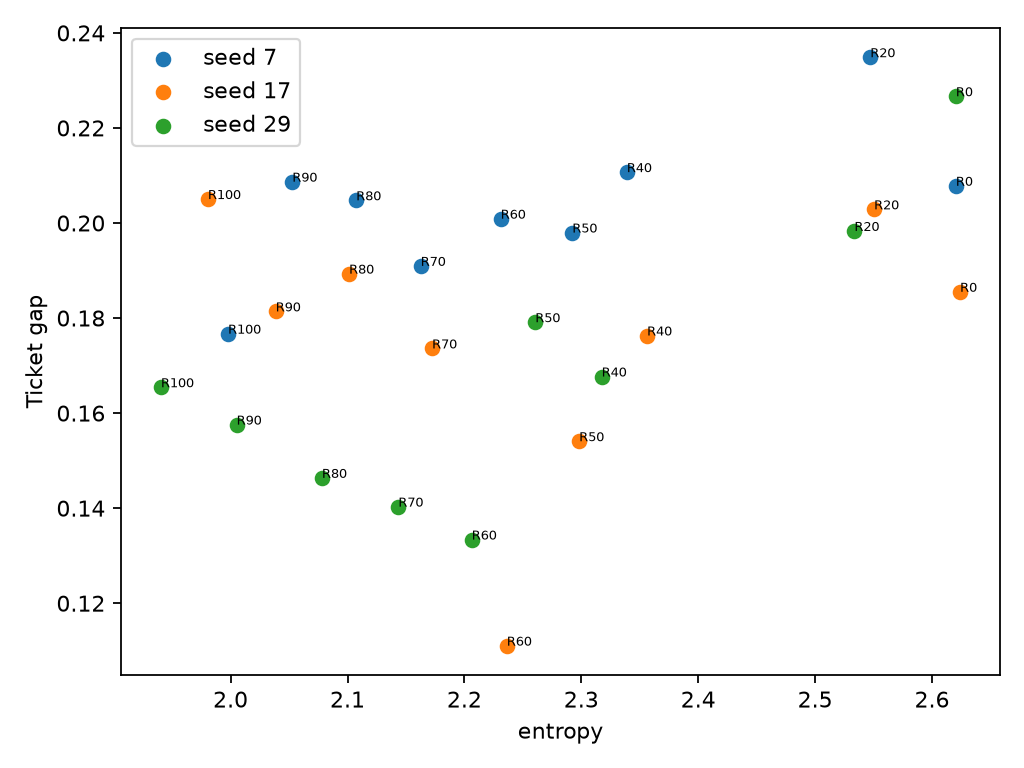 0.24
0.22
0.20
0.18
0.16
0.14
0.12
Ticket gap
seed 7
seed 17
seed 29
R20
R0
R40
R0
R90
R100
R80
R60
R50
R20
R20
R70
R80
R0
R90
R50
R100
R40
R70
R40
R100
R90
R50
R80
R70
R60
R60
2.0
2.1
2.2
2.3
2.4
2.5
2.6
entropy